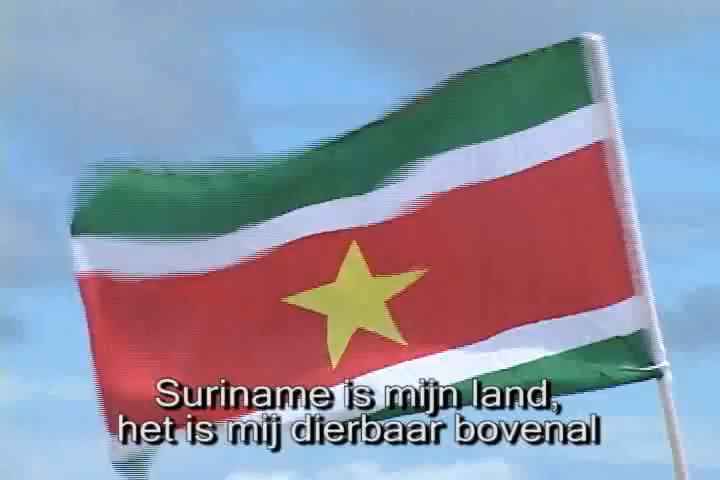 Suriname is mijn land,
het is mij dierbaar bovenal